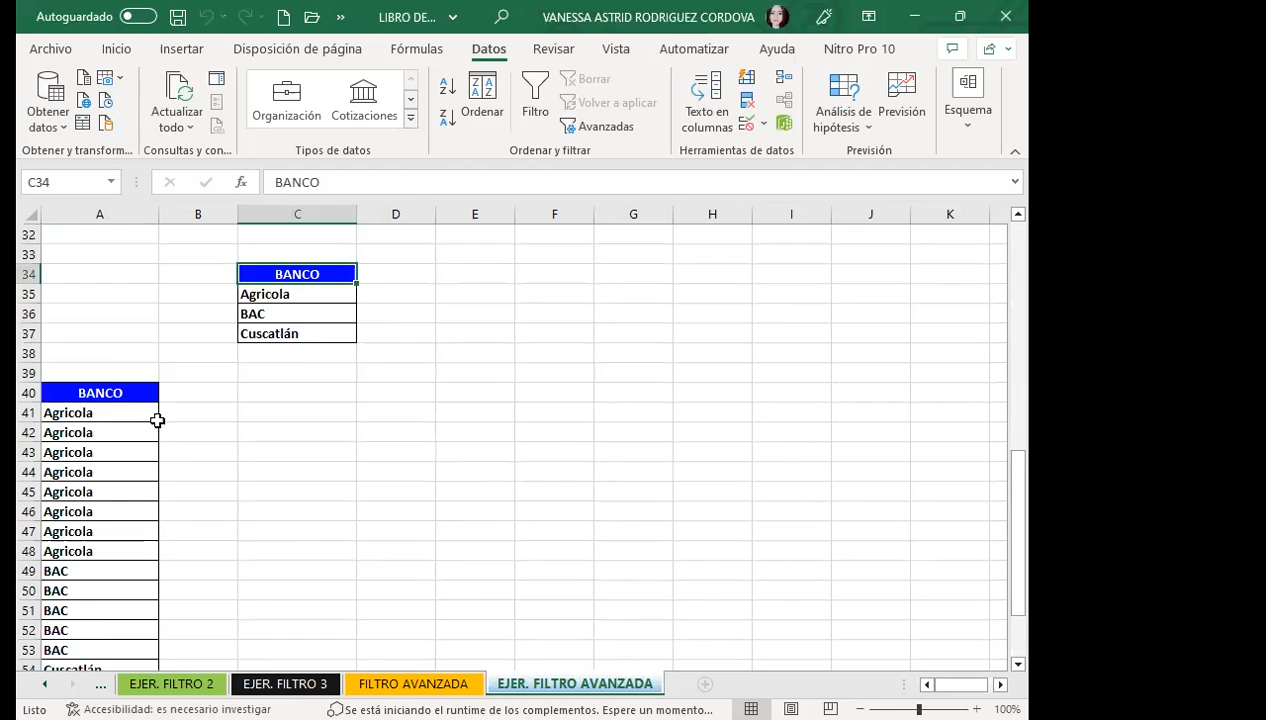 Autoguardado
LIBRO DE...
VANESSA ASTRID RODRIGUEZ CORDOVA
Archivo Inicio Insertar Disposición de página Fórmulas Datos Revisar Vista Automatizar Ayuda Nitro Pro 10
Obtener datos
Actualizar todo
Organización
Cotizaciones
Ordenar
Filtro
Borrar
Volver a aplicar
Avanzadas
Texto en columnas
Análisis de hipótesis
Previsión
Esquema
Obtener y transform...
Consultas y con...
Tipos de datos
Ordenar y filtrar
Herramientas de datos
Previsión
C34 fx BANCO
A B C D E F G H I J K
32
33
34 BANCO
35 Agricola
36 BAC
37 Cuscatlán
38
39
40 BANCO
41 Agricola
42 Agricola
43 Agricola
44 Agricola
45 Agricola
46 Agricola
47 Agricola
48 Agricola
49 BAC
50 BAC
51 BAC
52 BAC
53 BAC
54 Cuscatlán
... EJER. FILTRO 2 EJER. FILTRO 3 FILTRO AVANZADA EJER. FILTRO AVANZADA
Listo Accesibilidad: es necesario investigar Se está iniciando el runtime de los complementos. Espere un momento... 100%